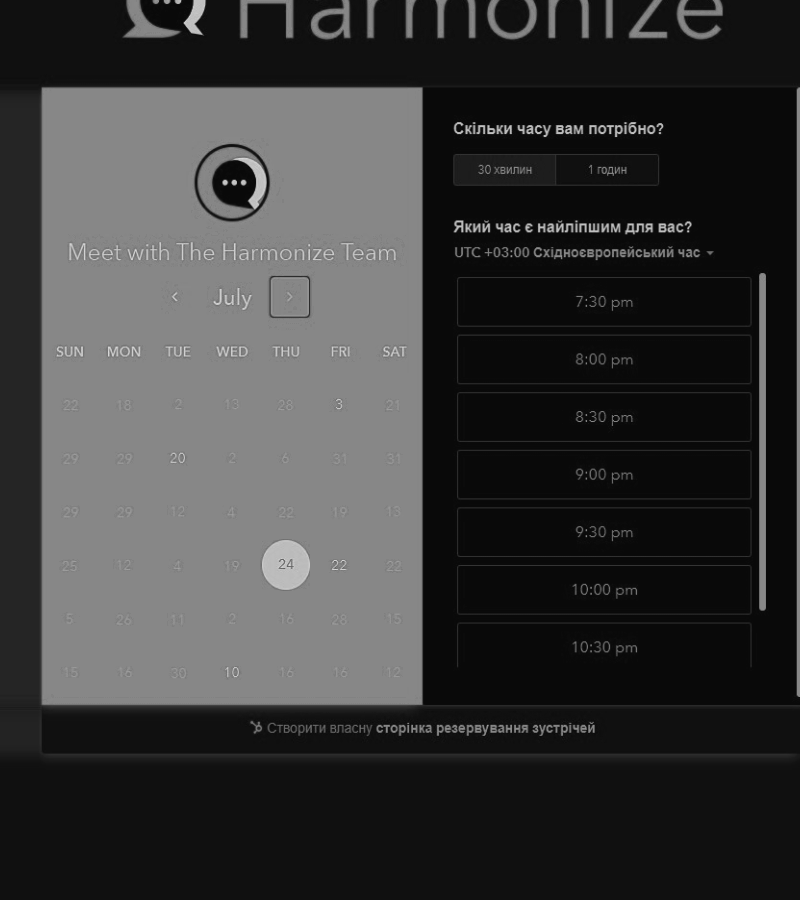 Harmonize
Meet with The Harmonize Team
July
SUN MON TUE WED THU FRI SAT
22 18 2 13 28 3 21
29 29 20 2 6 31 31
29 29 12 4 22 19 13
25 12 4 19 24 22 22
5 26 11 2 16 28 15
15 16 30 10 16 16 12
Скільки часу вам потрібно?
30 хвилин 1 годин
Який час є найліпшим для вас?
UTC +03:00 Східноєвропейський час
7:30 pm
8:00 pm
8:30 pm
9:00 pm
9:30 pm
10:00 pm
10:30 pm
Створити власну сторінка резервування зустрічей